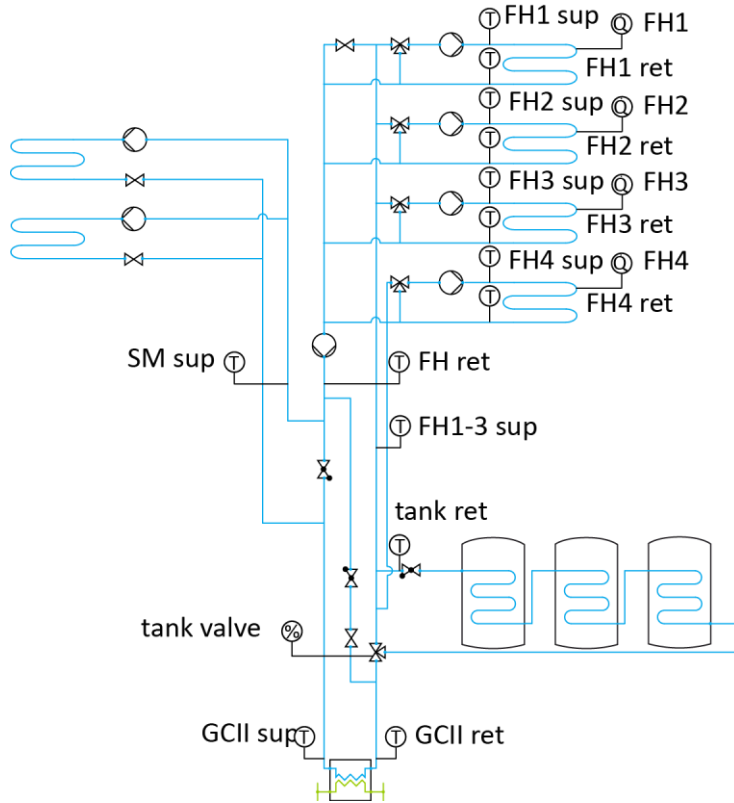 T FH1 sup Q FH1
T FH1 ret
T FH2 sup Q FH2
T FH2 ret
T FH3 sup Q FH3
T FH3 ret
T FH4 sup Q FH4
T FH4 ret
SM sup T T FH ret
T FH1-3 sup
tank ret
T
tank valve %
GCII sup T T GCII ret